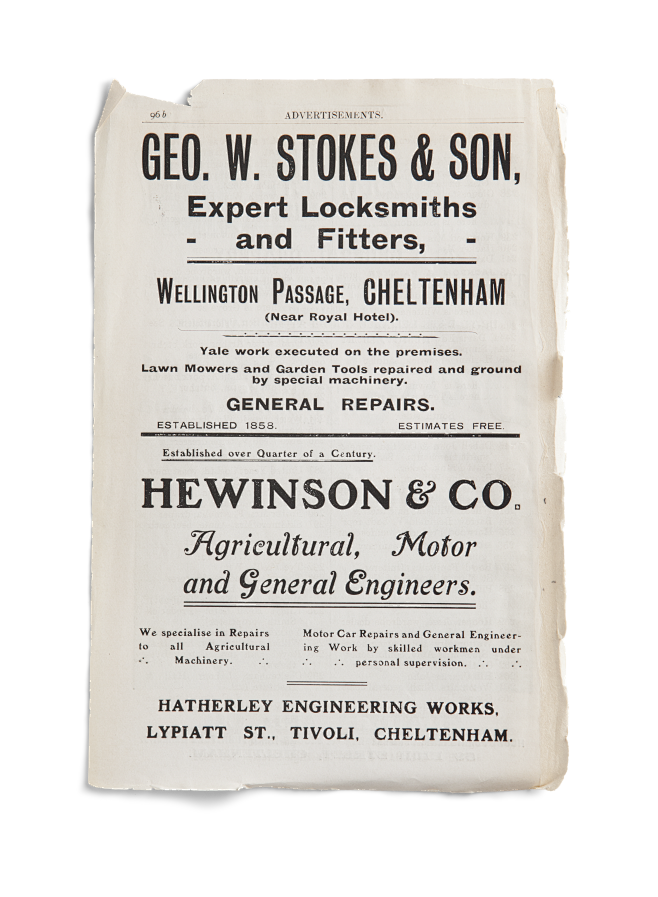 96b
ADVERTISEMENTS.
GEO. W. STOKES & SON,
Expert Locksmiths
- and Fitters, -
WELLINGTON PASSAGE, CHELTENHAM
(Near Royal Hotel).
Yale work executed on the premises.
Lawn Mowers and Garden Tools repaired and ground
by special machinery.
GENERAL REPAIRS.
ESTABLISHED 1858. ESTIMATES FREE.
Established over Quarter of a Century.
HEWINSON & CO.
Agricultural, Motor
and General Engineers.
We specialise in Repairs
to all Agricultural
∴ Machinery. ∴
Motor Car Repairs and General Engineer-
ing Work by skilled workmen under
∴ ∴ personal supervision. ∴ ∴
HATHERLEY ENGINEERING WORKS,
LYPIATT ST., TIVOLI, CHELTENHAM.